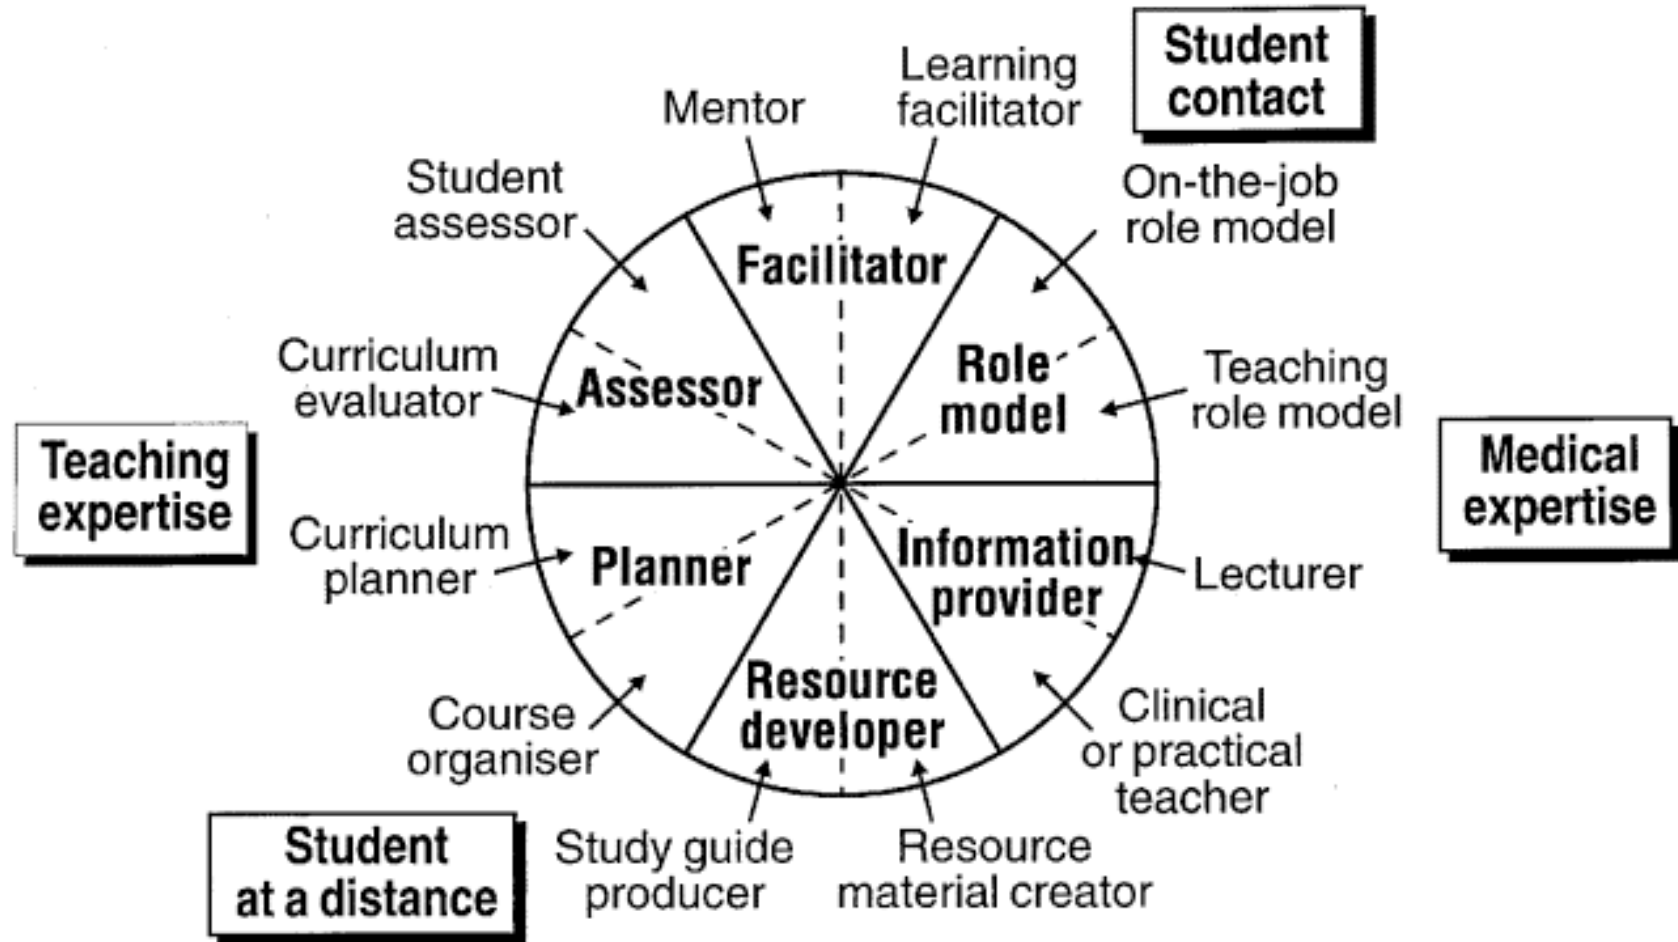 Student
contact
Learning
facilitator
Mentor
Student
assessor
On-the-job
role model
Facilitator
Curriculum
evaluator
Assessor
Role
model
Teaching
role model
Teaching
expertise
Medical
expertise
Curriculum
planner
Planner
Information
provider
Lecturer
Resource
developer
Course
organiser
Clinical
or practical
teacher
Student
at a distance
Study guide
producer
Resource
material creator